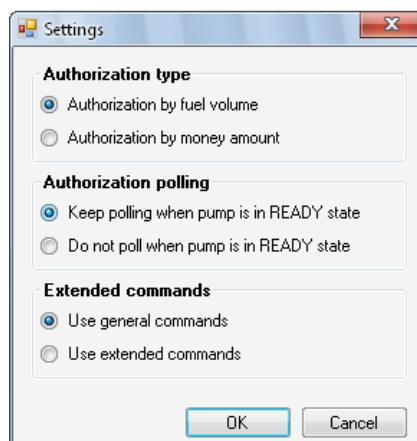 Settings
Authorization type
Authorization by fuel volume
Authorization by money amount
Authorization polling
Keep polling when pump is in READY state
Do not poll when pump is in READY state
Extended commands
Use general commands
Use extended commands
OK Cancel